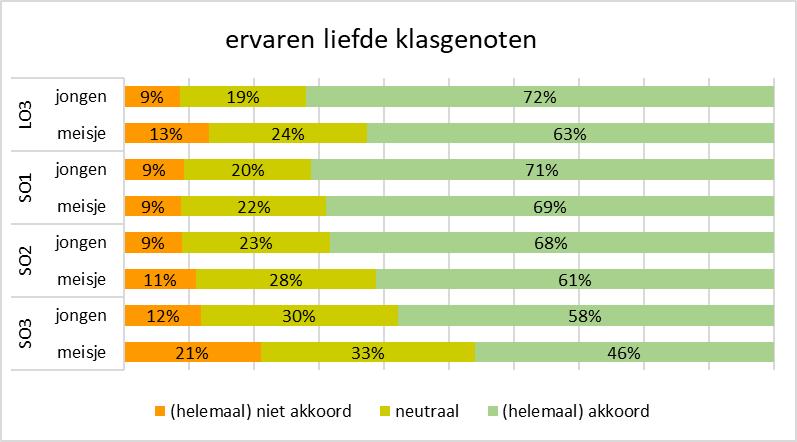 ervaren liefde klasgenoten
LO3
jongen 9% 19% 72%
meisje 13% 24% 63%
SO1
jongen 9% 20% 71%
meisje 9% 22% 69%
SO2
jongen 9% 23% 68%
meisje 11% 28% 61%
SO3
jongen 12% 30% 58%
meisje 21% 33% 46%
(helemaal) niet akkoord neutraal (helemaal) akkoord